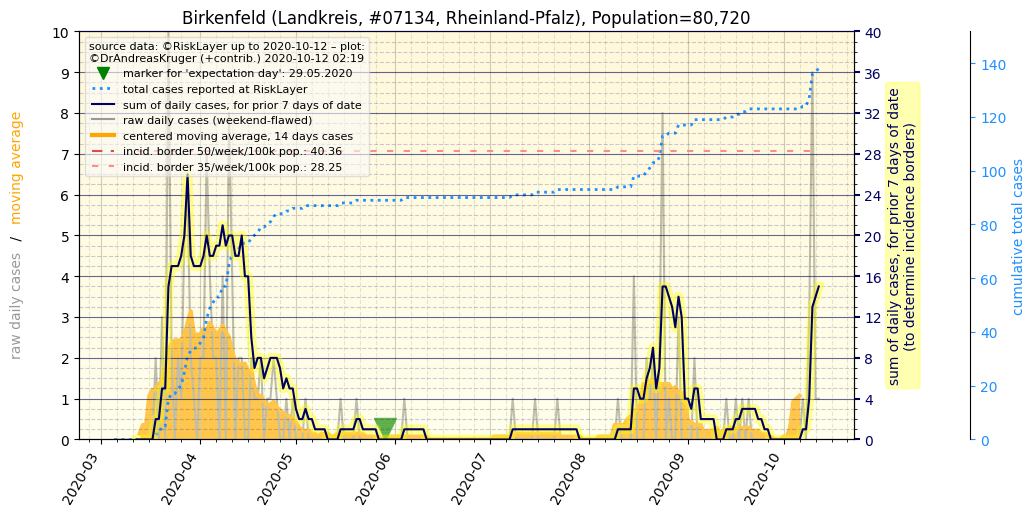 Birkenfeld (Landkreis, #07134, Rheinland-Pfalz), Population=80,720
source data: ©RiskLayer up to 2020-10-12 – plot:
©DrAndreasKruger (+contrib.) 2020-10-12 02:19
marker for 'expectation day': 29.05.2020
total cases reported at RiskLayer
sum of daily cases, for prior 7 days of date
raw daily cases (weekend-flawed)
centered moving average, 14 days cases
incid. border 50/week/100k pop.: 40.36
incid. border 35/week/100k pop.: 28.25
raw daily cases / moving average
10
9
8
7
6
5
4
3
2
1
0
40
36
32
28
24
20
16
12
8
4
0
sum of daily cases, for prior 7 days of date
(to determine incidence borders)
140
120
100
80
60
40
20
0
cumulative total cases
2020-03
2020-04
2020-05
2020-06
2020-07
2020-08
2020-09
2020-10